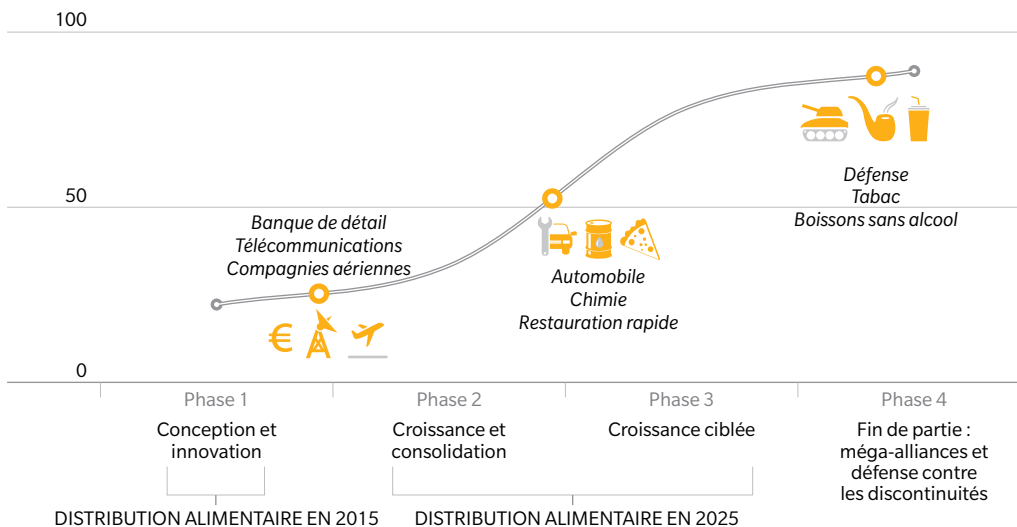 100
50
0
Banque de détail
Télécommunications
Compagnies aériennes
€
Automobile
Chimie
Restauration rapide
Défense
Tabac
Boissons sans alcool
Phase 1
Conception et
innovation
Phase 2
Croissance et
consolidation
Phase 3
Croissance ciblée
Phase 4
Fin de partie :
méga-alliances et
défense contre
les discontinuités
DISTRIBUTION ALIMENTAIRE EN 2015
DISTRIBUTION ALIMENTAIRE EN 2025